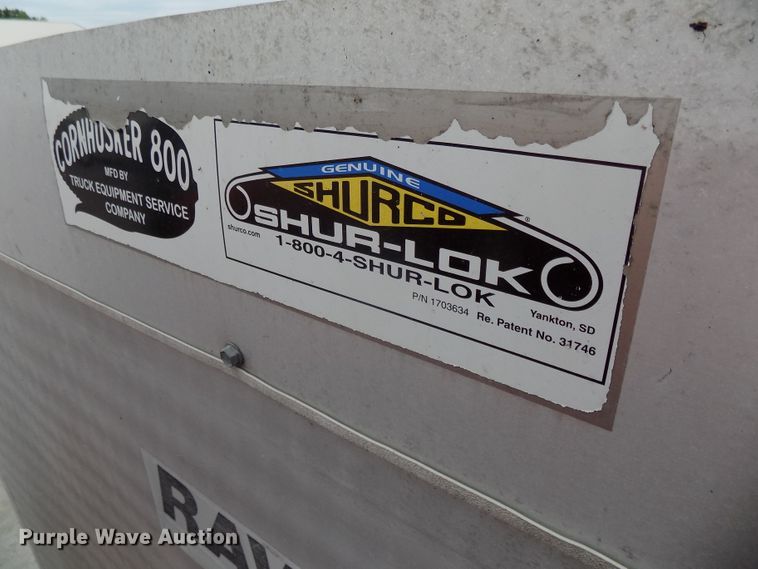 CORNHUSKER 800
MFD BY
TRUCK EQUIPMENT SERVICE
COMPANY
GENUINE
SHURCO
®
SHUR-LOK
shurco.com
1-800-4-SHUR-LOK
P/N 1703634
Yankton, SD
Re. Patent No. 31746
Purple Wave Auction